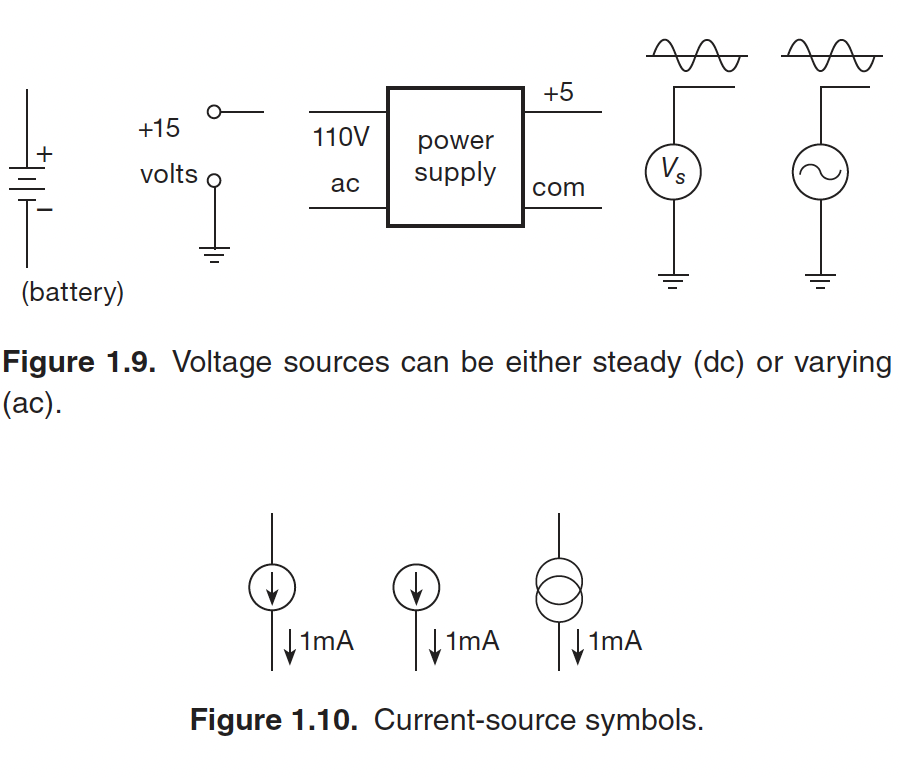 +
−
(battery)
+15
volts
110V
ac
power
supply
+5
com
Vs
Figure 1.9. Voltage sources can be either steady (dc) or varying
(ac).
1mA
1mA
1mA
Figure 1.10. Current-source symbols.